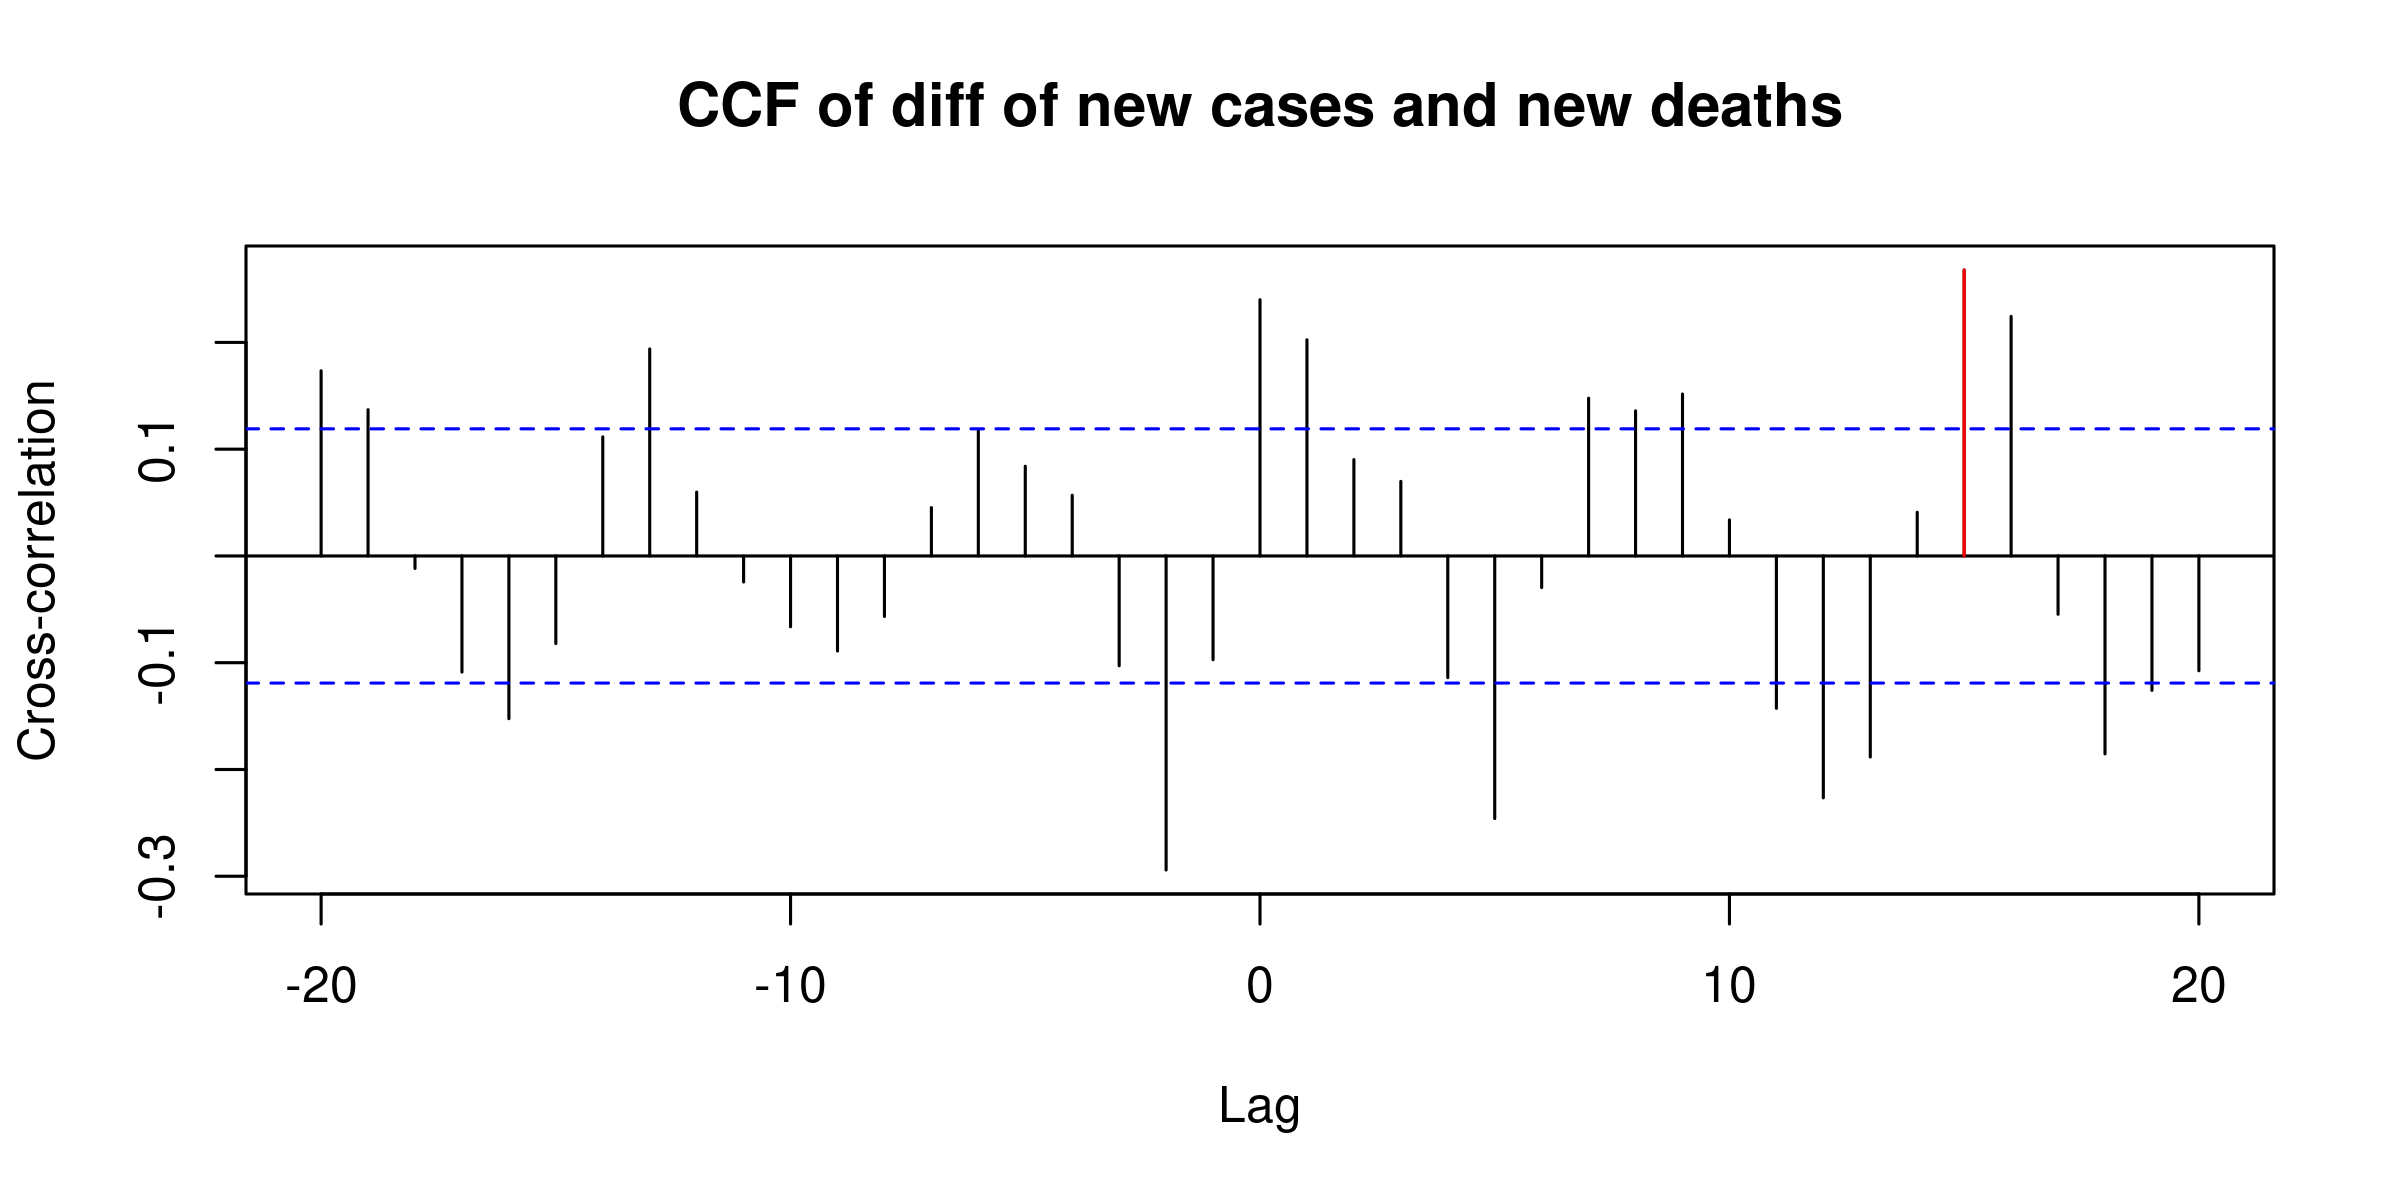 CCF of diff of new cases and new deaths
Cross-correlation
0.1
-0.1
-0.3
-20 -10 0 10 20
Lag